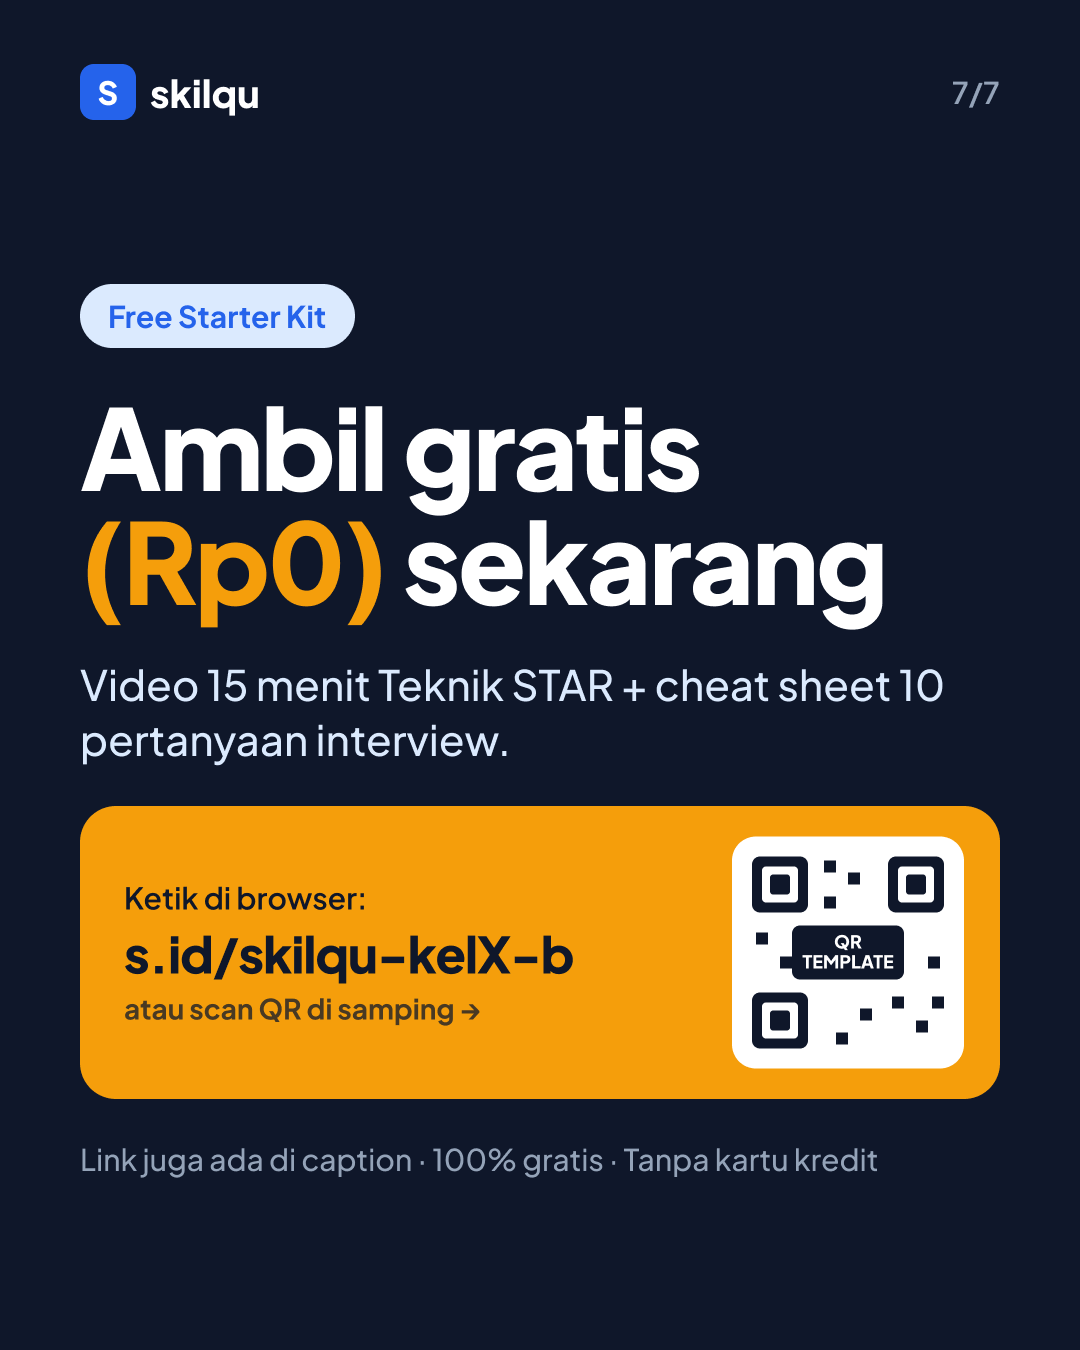 S skilqu
7/7
Free Starter Kit
Ambil gratis
(Rp0) sekarang
Video 15 menit Teknik STAR + cheat sheet 10
pertanyaan interview.
Ketik di browser:
s.id/skilqu-kelX-b
atau scan QR di samping →
QR
TEMPLATE
Link juga ada di caption · 100% gratis · Tanpa kartu kredit